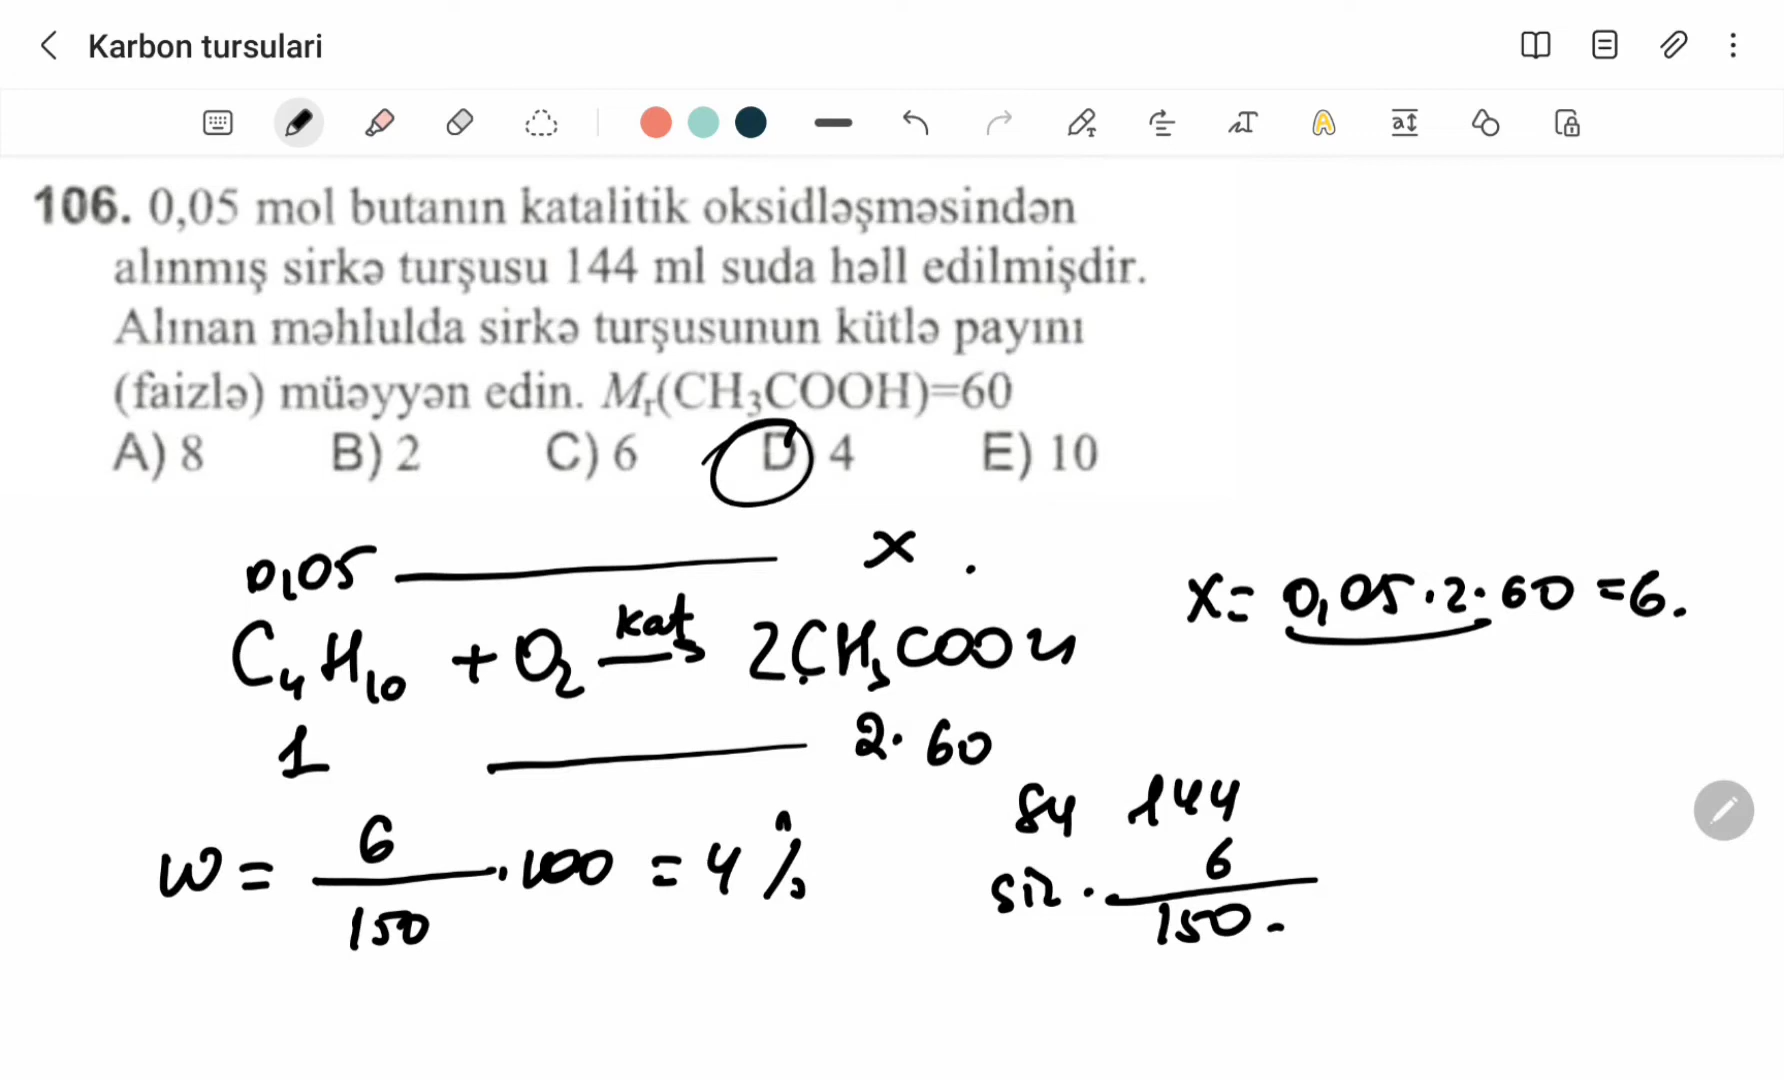 Karbon tursulari
106. 0,05 mol butanın katalitik oksidləşməsindən
alınmış sirkə turşusu 144 ml suda həll edilmişdir.
Alınan məhlulda sirkə turşusunun kütlə payını
(faizlə) müəyyən edin. Mᵣ(CH₃COOH)=60
A) 8 B) 2 C) 6 D) 4 E) 10
0,05 x
x = 0,05 · 2 · 60 = 6.
C₄H₁₀ + O₂ kat 2CH₃COOH
1 2 · 60
su 144
sir. 6
150
w = 6/150 · 100 = 4 %